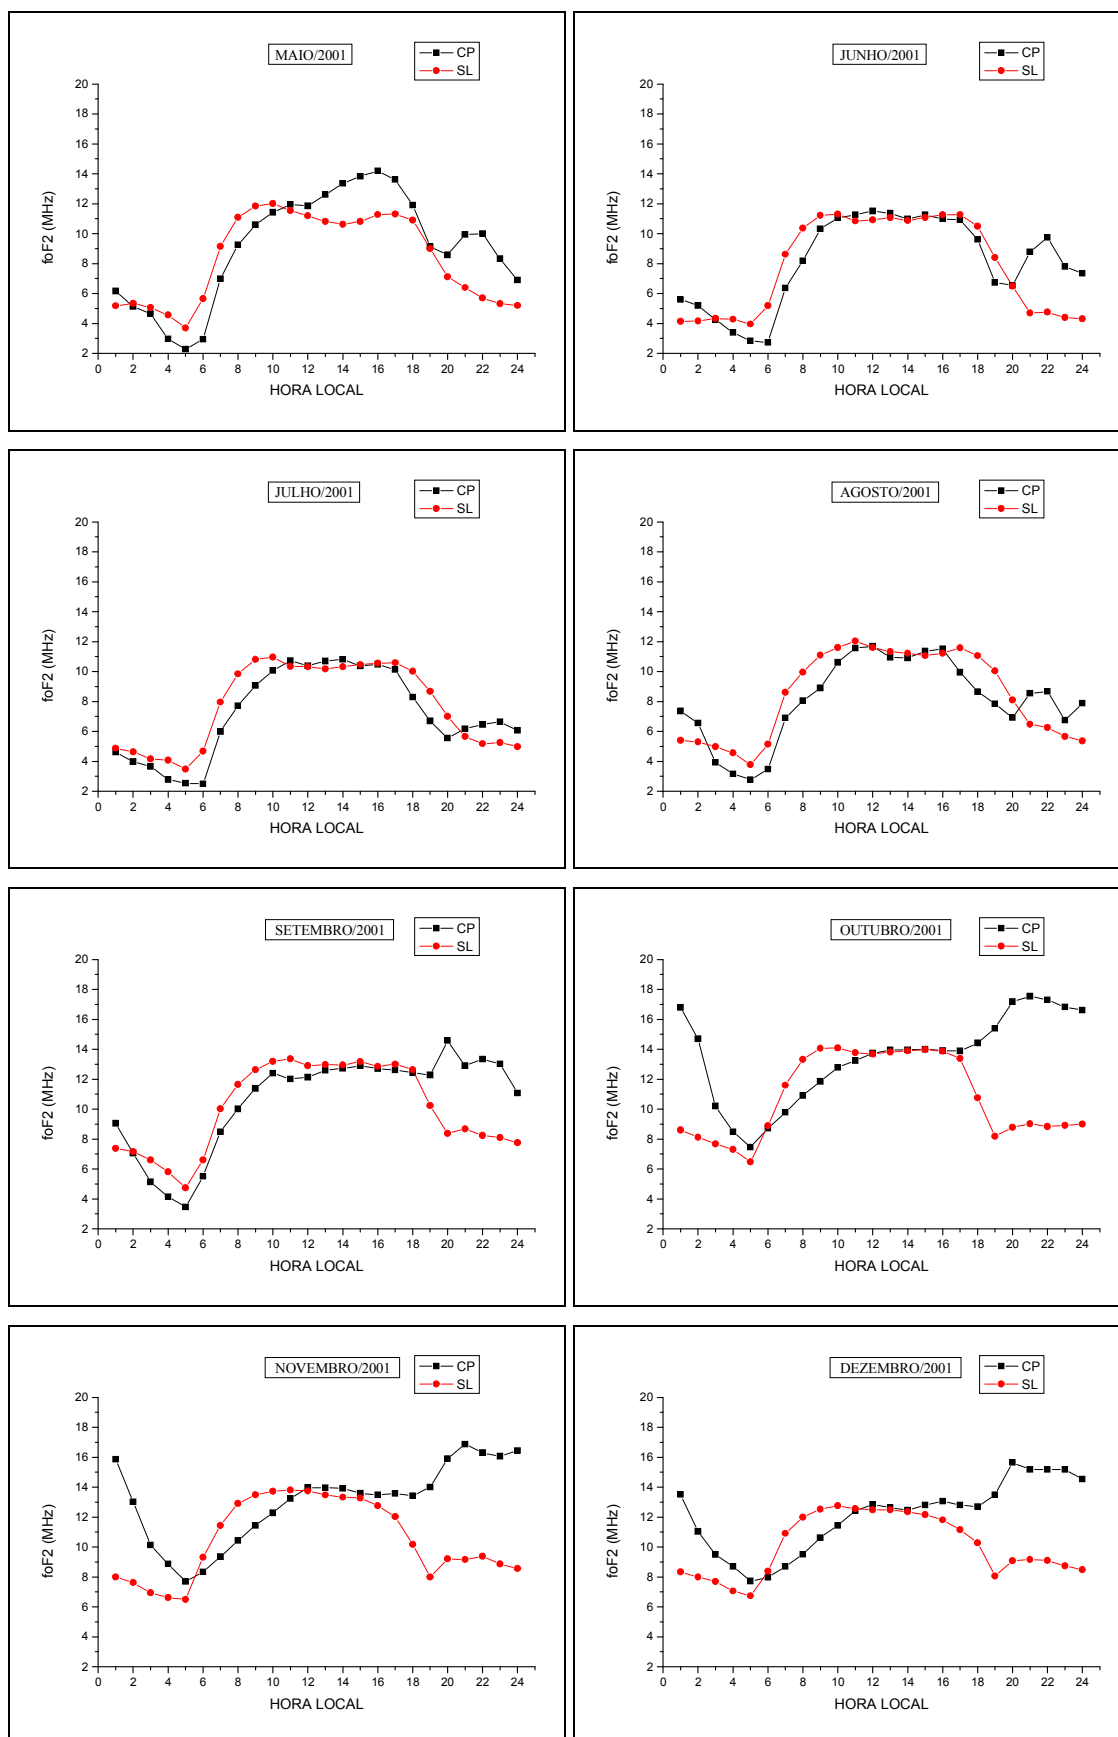 MAIO/2001
CP
SL
20
18
16
14
12
10
8
6
4
2
foF2 (MHz)
0 2 4 6 8 10 12 14 16 18 20 22 24
HORA LOCAL
JUNHO/2001
CP
SL
20
18
16
14
12
10
8
6
4
2
foF2 (MHz)
0 2 4 6 8 10 12 14 16 18 20 22 24
HORA LOCAL
JULHO/2001
CP
SL
20
18
16
14
12
10
8
6
4
2
foF2 (MHz)
0 2 4 6 8 10 12 14 16 18 20 22 24
HORA LOCAL
AGOSTO/2001
CP
SL
20
18
16
14
12
10
8
6
4
2
foF2 (MHz)
0 2 4 6 8 10 12 14 16 18 20 22 24
HORA LOCAL
SETEMBRO/2001
CP
SL
20
18
16
14
12
10
8
6
4
2
foF2 (MHz)
0 2 4 6 8 10 12 14 16 18 20 22 24
HORA LOCAL
OUTUBRO/2001
CP
SL
20
18
16
14
12
10
8
6
4
2
foF2 (MHz)
0 2 4 6 8 10 12 14 16 18 20 22 24
HORA LOCAL
NOVEMBRO/2001
CP
SL
20
18
16
14
12
10
8
6
4
2
foF2 (MHz)
0 2 4 6 8 10 12 14 16 18 20 22 24
HORA LOCAL
DEZEMBRO/2001
CP
SL
20
18
16
14
12
10
8
6
4
2
foF2 (MHz)
0 2 4 6 8 10 12 14 16 18 20 22 24
HORA LOCAL